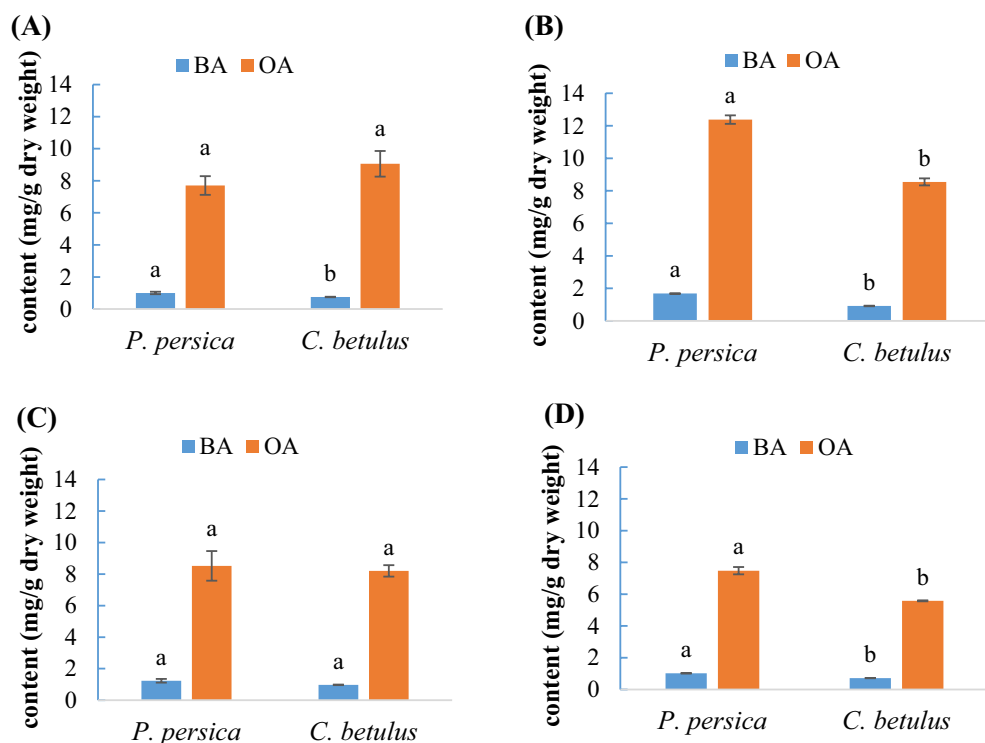 (A)
BA OA
content (mg/g dry weight)
14
12
10
8
6
4
2
0
a
a
b
a
P. persica C. betulus
(B)
BA OA
content (mg/g dry weight)
14
12
10
8
6
4
2
0
a
a
b
b
P. persica C. betulus
(C)
BA OA
content (mg/g dry weight)
14
12
10
8
6
4
2
0
a
a
a
a
P. persica C. betulus
(D)
BA OA
content (mg/g dry weight)
14
12
10
8
6
4
2
0
a
a
b
b
P. persica C. betulus